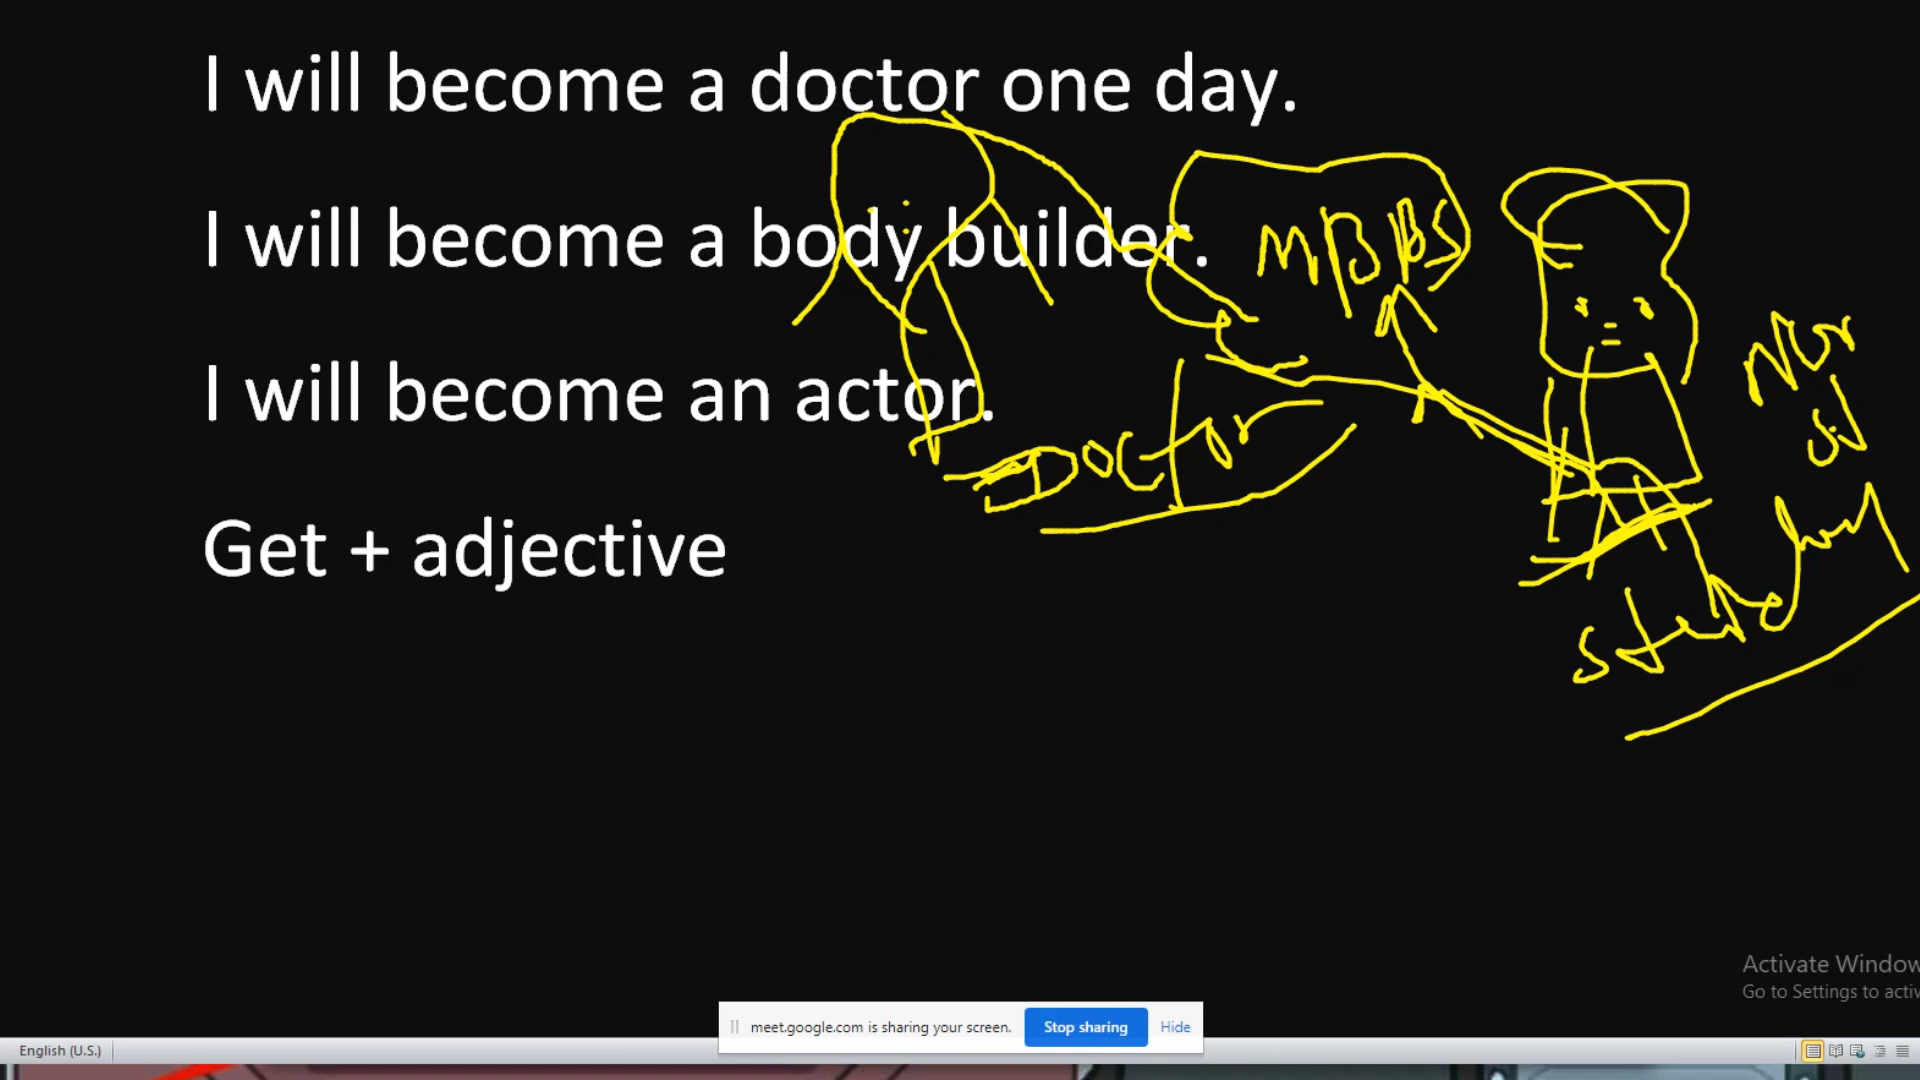 I will become a doctor one day.
I will become a body builder.
MBBS
I will become an actor.
Doctor
Get + adjective
Activate Window
Go to Settings to activ
meet.google.com is sharing your screen.
Stop sharing
Hide
English (U.S.)